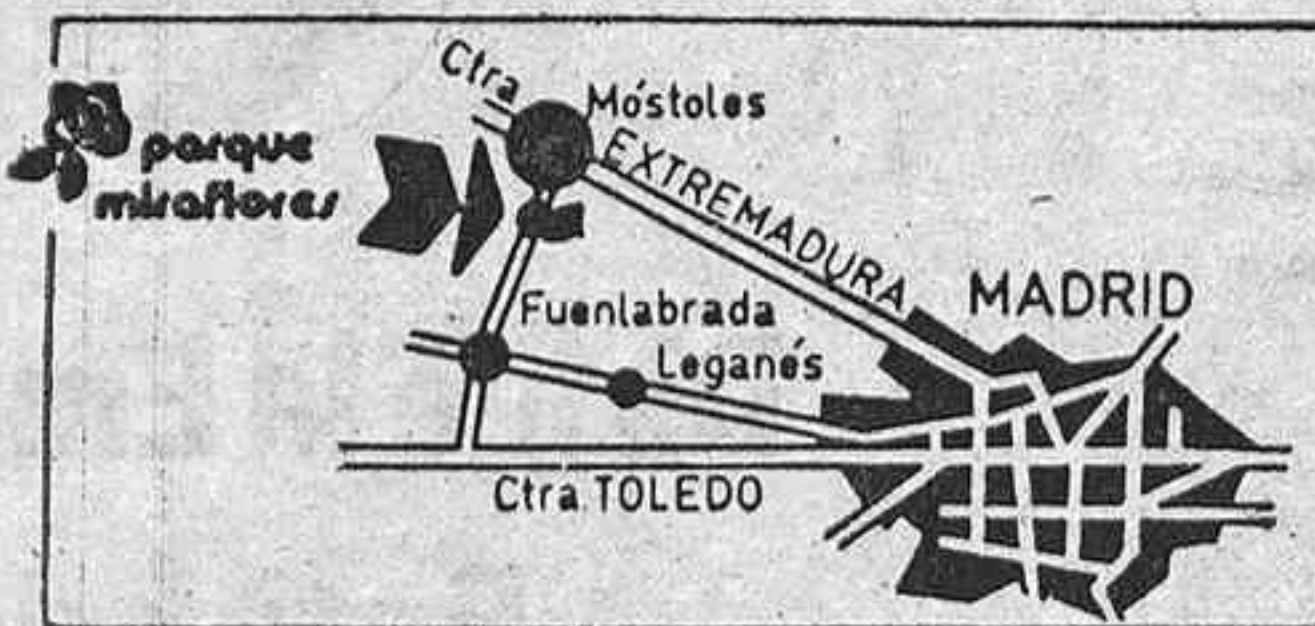 parque
miraflores
Ctra
EXTREMADURA
Móstoles
MADRID
Fuenlabrada
Leganés
Ctra. TOLEDO